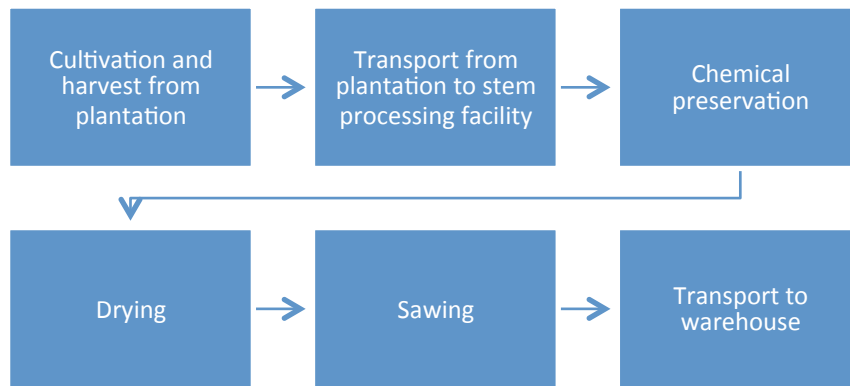 Cultivation and
harvest from
plantation
Transport from
plantation to stem
processing facility
Chemical
preservation
Drying
Sawing
Transport to
warehouse